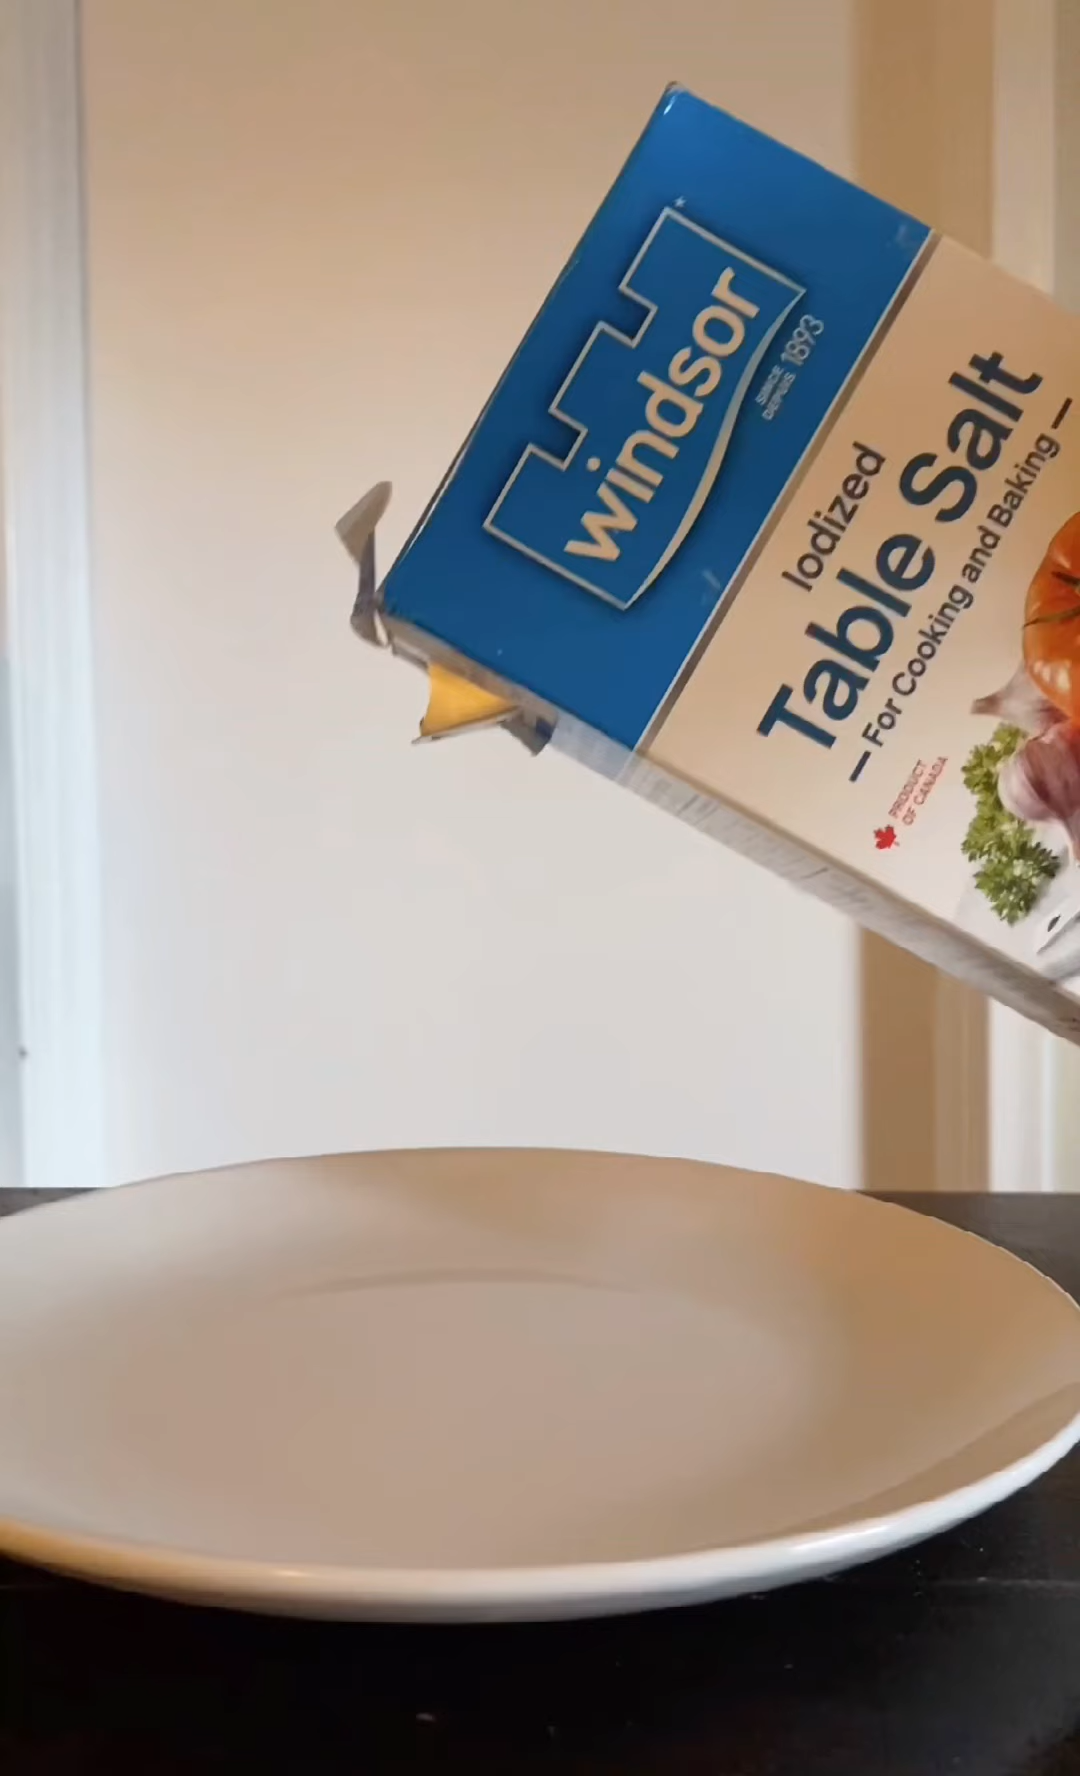 windsor
SINCE
DEPUIS 1893
Iodized
Table Salt
— For Cooking and Baking —
PRODUCT
OF CANADA